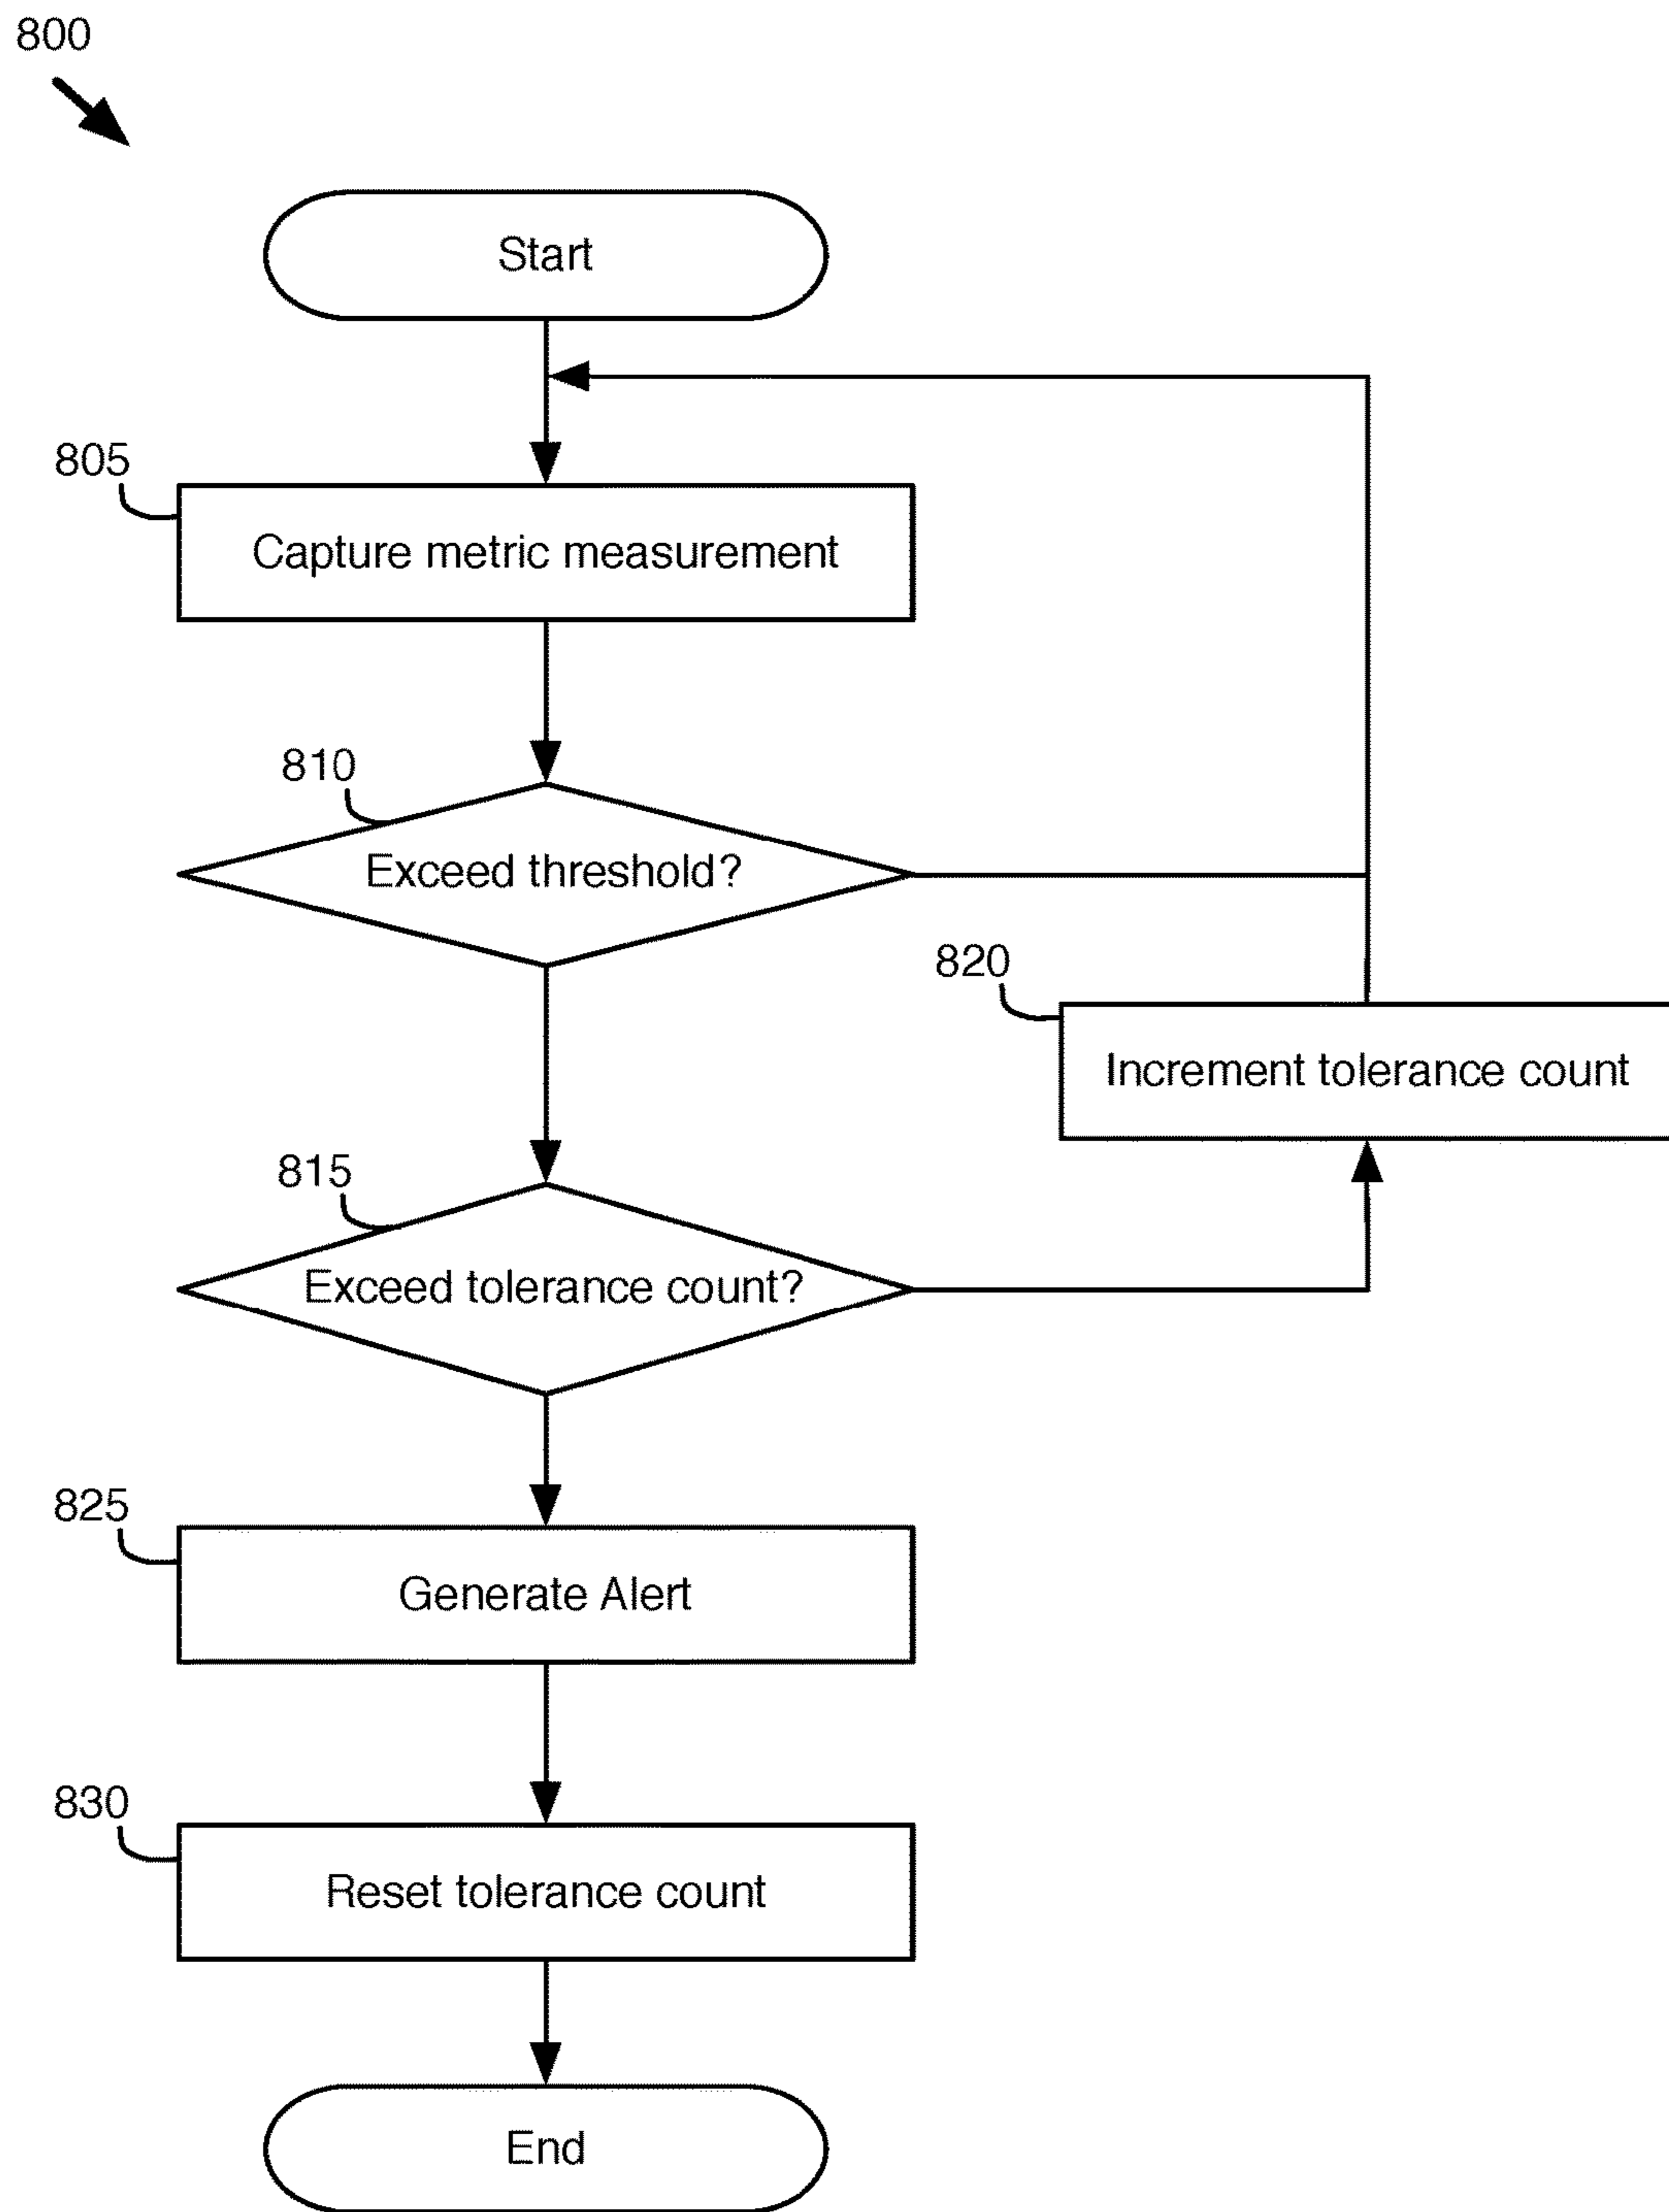 800
Start
805
Capture metric measurement
810
Exceed threshold?
820
Increment tolerance count
815
Exceed tolerance count?
825
Generate Alert
830
Reset tolerance count
End